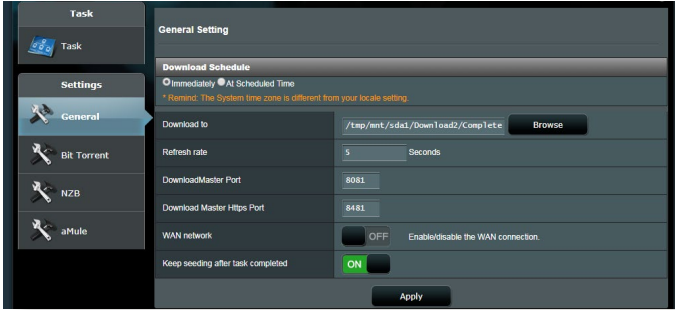 Task
Task
Settings
General
Bit Torrent
NZB
aMule
General Setting
Download Schedule
Immediately At Scheduled Time
* Remind: The System time zone is different from your locale setting.
Download to /tmp/mnt/sda1/Download2/Complete Browse
Refresh rate 5 Seconds
DownloadMaster Port 8081
Download Master Https Port 8481
WAN network OFF Enable/disable the WAN connection.
Keep seeding after task completed ON
Apply